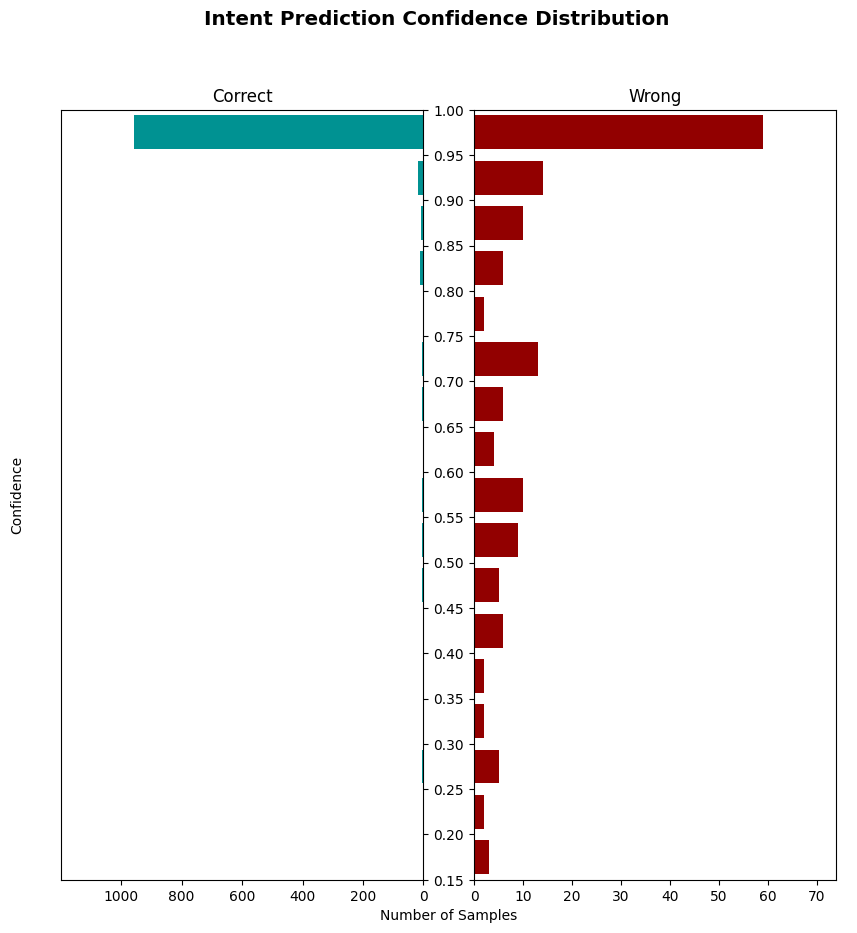 Intent Prediction Confidence Distribution
Correct
Wrong
1.00
0.95
0.90
0.85
0.80
0.75
0.70
0.65
0.60
0.55
0.50
0.45
0.40
0.35
0.30
0.25
0.20
0.15
Confidence
1000 800 600 400 200 0
0 10 20 30 40 50 60 70
Number of Samples